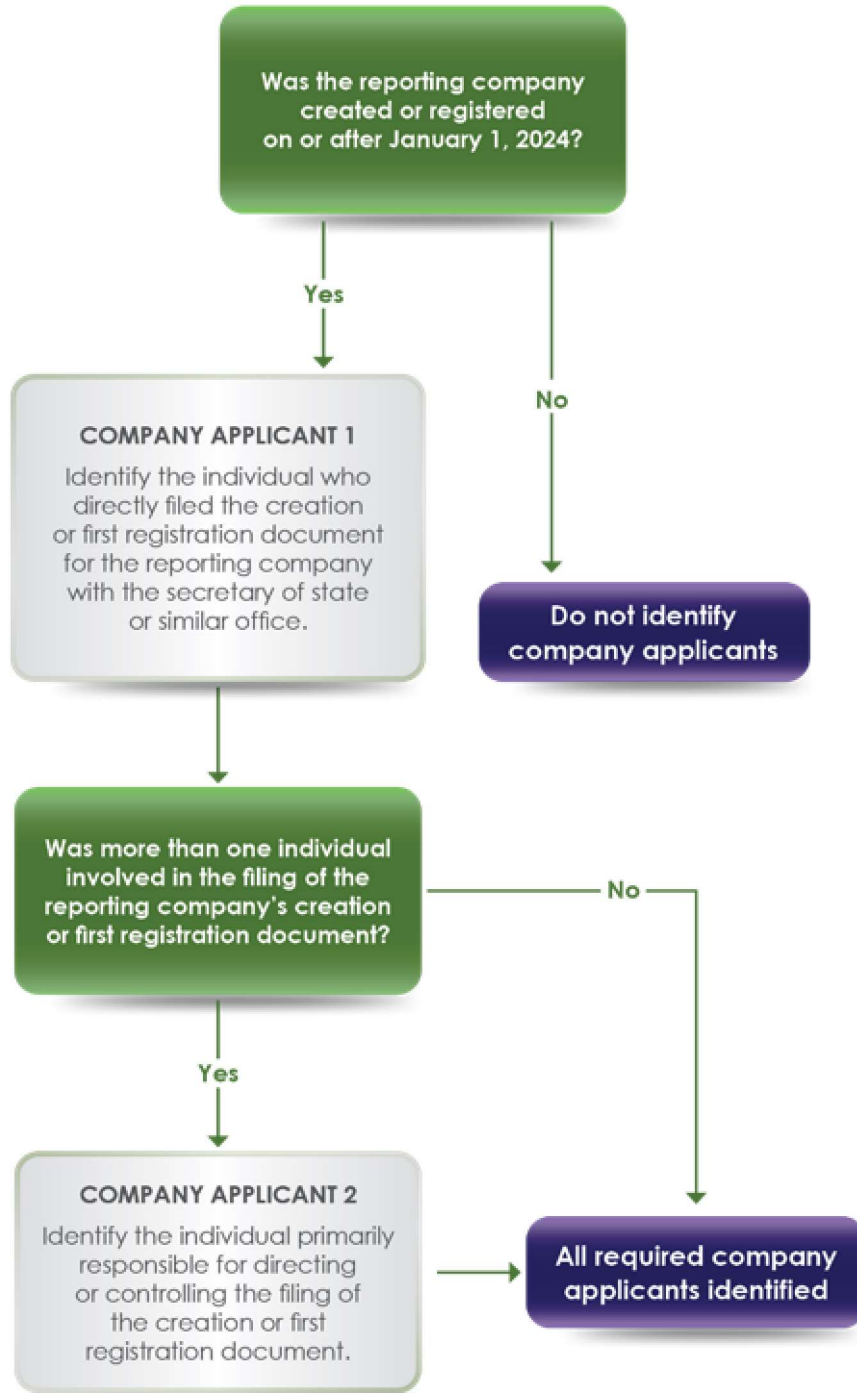 Was the reporting company
created or registered
on or after January 1, 2024?
Yes
No
COMPANY APPLICANT 1
Identify the individual who
directly filed the creation
or first registration document
for the reporting company
with the secretary of state
or similar office.
Do not identify
company applicants
Was more than one individual
involved in the filing of the
reporting company's creation
or first registration document?
No
Yes
COMPANY APPLICANT 2
Identify the individual primarily
responsible for directing
or controlling the filing of
the creation or first
registration document.
All required company
applicants identified